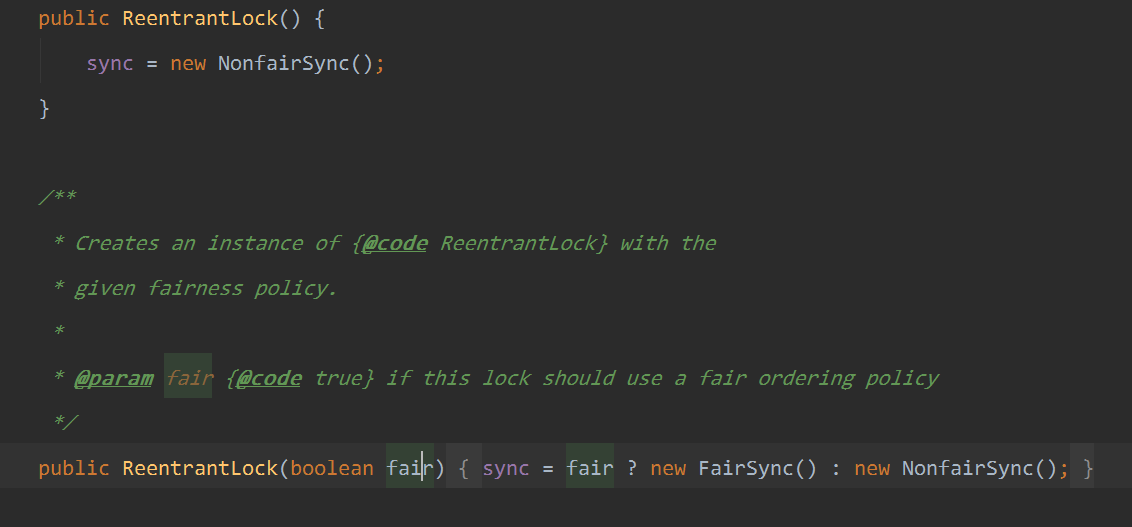 public ReentrantLock() {
sync = new NonfairSync();
}
/**
* Creates an instance of {@code ReentrantLock} with the
* given fairness policy.
*
* @param fair {@code true} if this lock should use a fair ordering policy
*/
public ReentrantLock(boolean fair) { sync = fair ? new FairSync() : new NonfairSync(); }